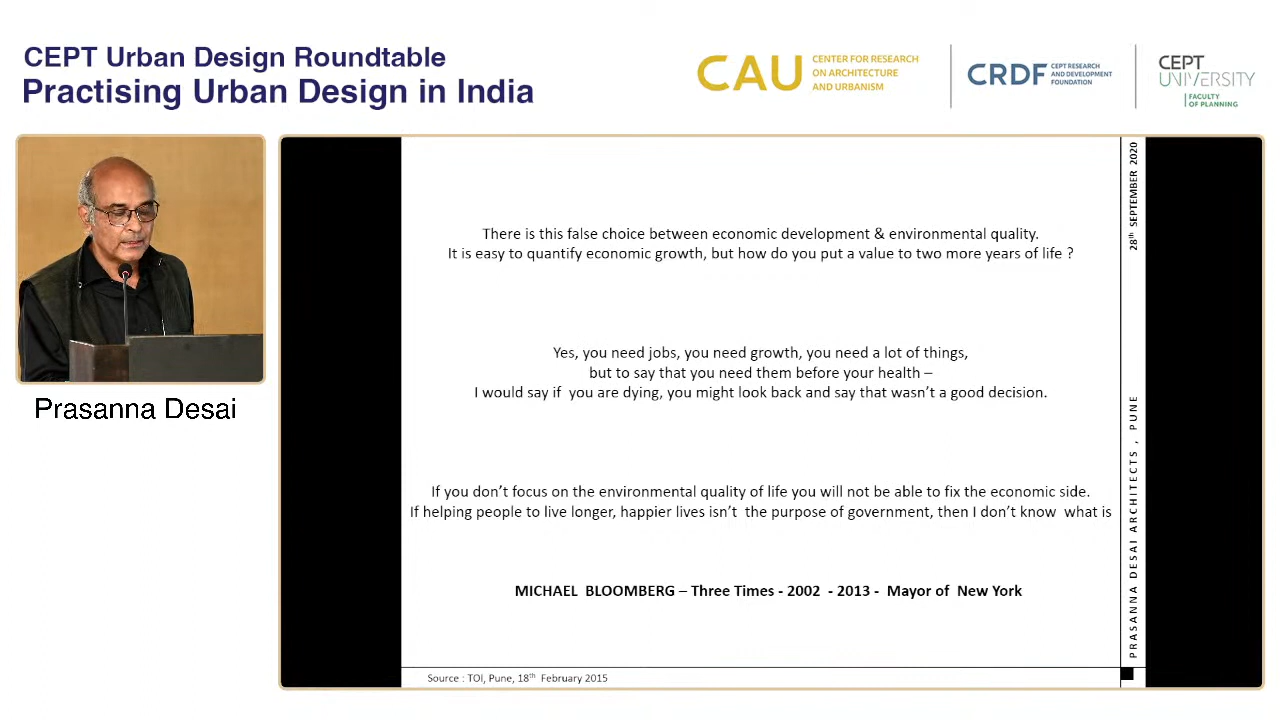 CEPT Urban Design Roundtable
Practising Urban Design in India
CAU
CENTER FOR RESEARCH
ON ARCHITECTURE
AND URBANISM
CRDF
CEPT RESEARCH
AND DEVELOPMENT
FOUNDATION
CEPT
UNIVERSITY
FACULTY
OF PLANNING
Prasanna Desai
There is this false choice between economic development & environmental quality.
It is easy to quantify economic growth, but how do you put a value to two more years of life ?
Yes, you need jobs, you need growth, you need a lot of things,
but to say that you need them before your health –
I would say if you are dying, you might look back and say that wasn't a good decision.
If you don't focus on the environmental quality of life you will not be able to fix the economic side.
If helping people to live longer, happier lives isn't the purpose of government, then I don't know what is
MICHAEL BLOOMBERG – Three Times - 2002 - 2013 - Mayor of New York
Source : TOI, Pune, 18th February 2015
28th SEPTEMBER 2020
PRASANNA DESAI ARCHITECTS , PUNE